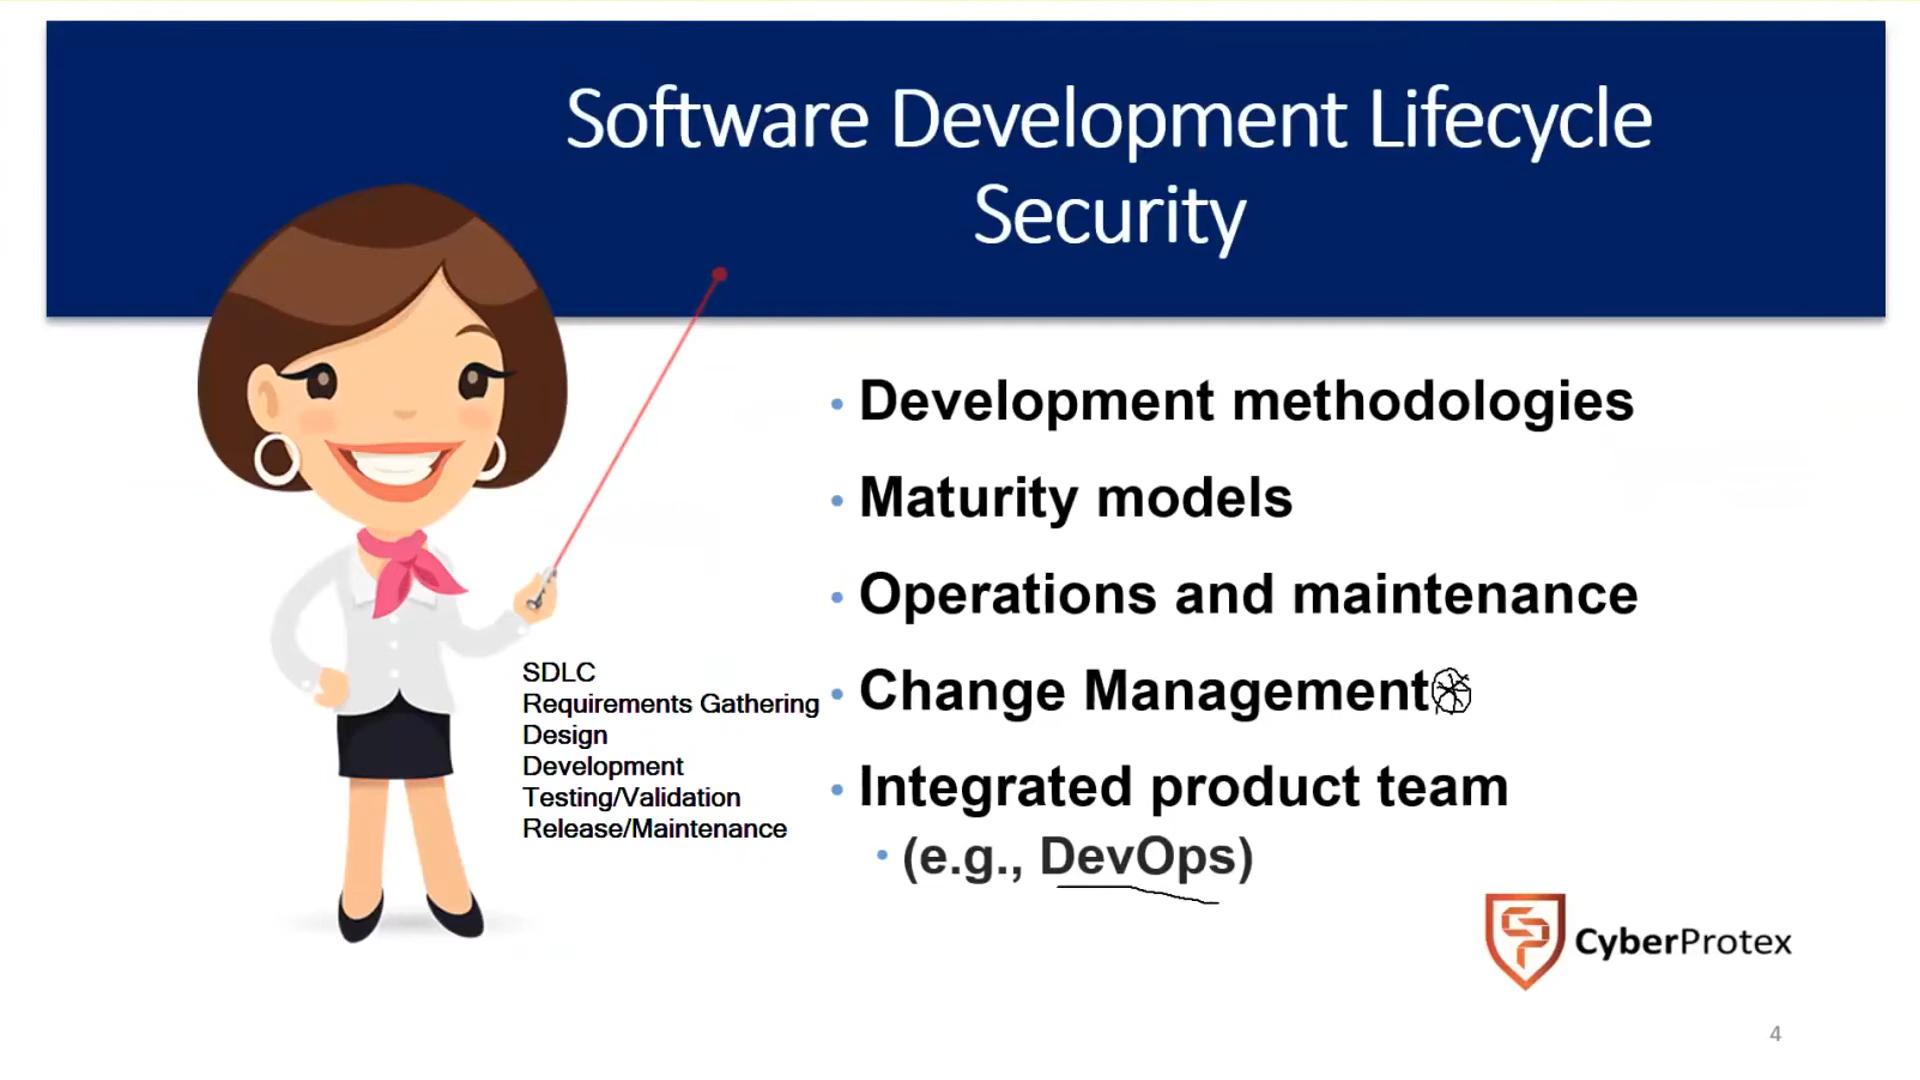 Software Development Lifecycle
Security
• Development methodologies
• Maturity models
• Operations and maintenance
• Change Management
• Integrated product team
• (e.g., DevOps)
SDLC
Requirements Gathering
Design
Development
Testing/Validation
Release/Maintenance
CyberProtex
4